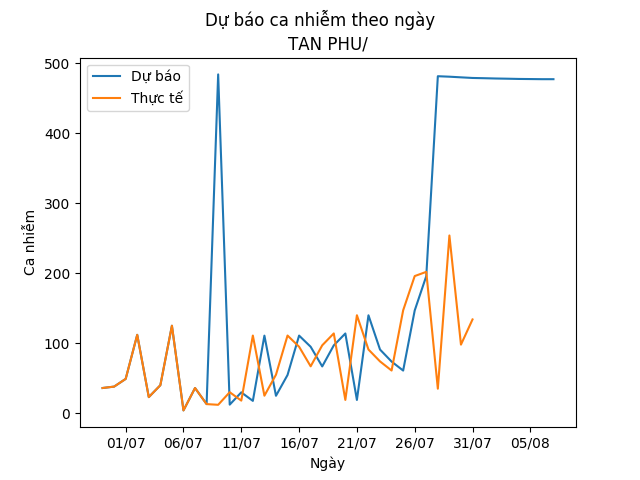 Dự báo ca nhiễm theo ngày
TAN PHU/
Dự báo
Thực tế
500
400
300
200
100
0
Ca nhiễm
01/07 06/07 11/07 16/07 21/07 26/07 31/07 05/08
Ngày